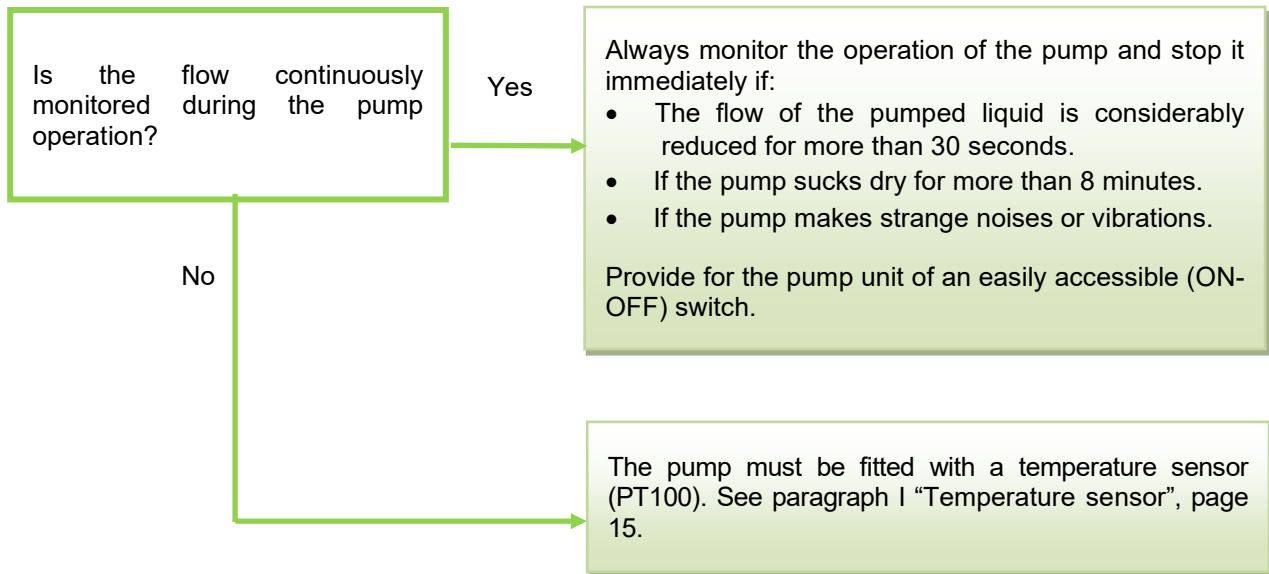 Is the flow continuously
monitored during the pump
operation?
Yes
Always monitor the operation of the pump and stop it
immediately if:
• The flow of the pumped liquid is considerably
reduced for more than 30 seconds.
• If the pump sucks dry for more than 8 minutes.
• If the pump makes strange noises or vibrations.
Provide for the pump unit of an easily accessible (ON-
OFF) switch.
No
The pump must be fitted with a temperature sensor
(PT100). See paragraph I “Temperature sensor”, page
15.